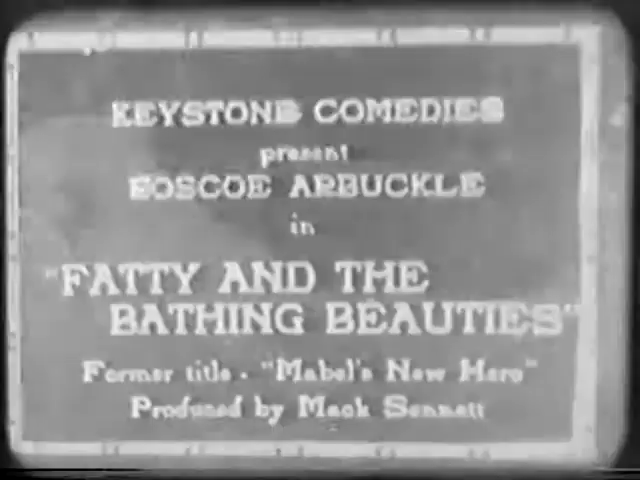 KEYSTONE COMEDIES
present
ROSCOE ARBUCKLE
in
"FATTY AND THE
BATHING BEAUTIES"
Former title - "Mabel's New Hero"
Produced by Mack Sennett